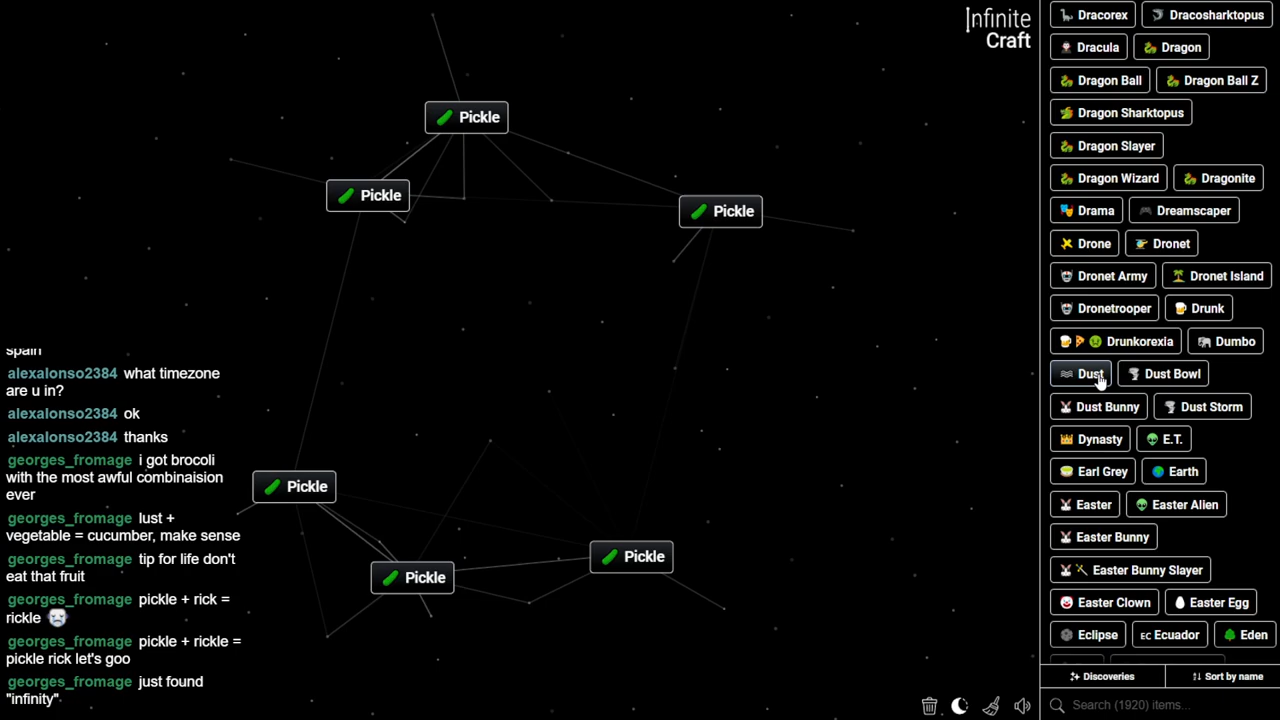 Infinite
Craft
Pickle
Pickle
Pickle
Pickle
Pickle
Pickle
spain
alexalonso2384 what timezone
are u in?
alexalonso2384 ok
alexalonso2384 thanks
georges_fromage i got brocoli
with the most awful combinaision
ever
georges_fromage lust +
vegetable = cucumber, make sense
georges_fromage tip for life don't
eat that fruit
georges_fromage pickle + rick =
rickle
georges_fromage pickle + rickle =
pickle rick let's goo
georges_fromage just found
"infinity"
Dracorex Dracosharktopus
Dracula Dragon
Dragon Ball Dragon Ball Z
Dragon Sharktopus
Dragon Slayer
Dragon Wizard Dragonite
Drama Dreamscaper
Drone Dronet
Dronet Army Dronet Island
Dronetrooper Drunk
Drunkorexia Dumbo
Dust Dust Bowl
Dust Bunny Dust Storm
Dynasty E.T.
Earl Grey Earth
Easter Easter Alien
Easter Bunny
Easter Bunny Slayer
Easter Clown Easter Egg
Eclipse EC Ecuador Eden
Discoveries Sort by name
Search (1920) items...